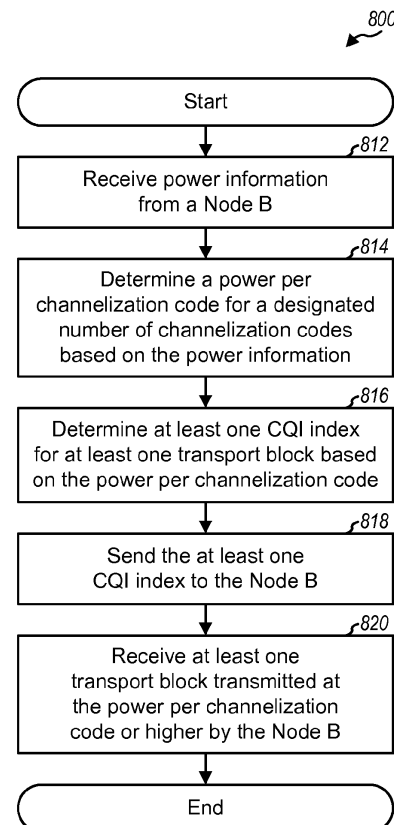 800
Start
812
Receive power information
from a Node B
814
Determine a power per
channelization code for a designated
number of channelization codes
based on the power information
816
Determine at least one CQI index
for at least one transport block based
on the power per channelization code
818
Send the at least one
CQI index to the Node B
820
Receive at least one
transport block transmitted at
the power per channelization
code or higher by the Node B
End